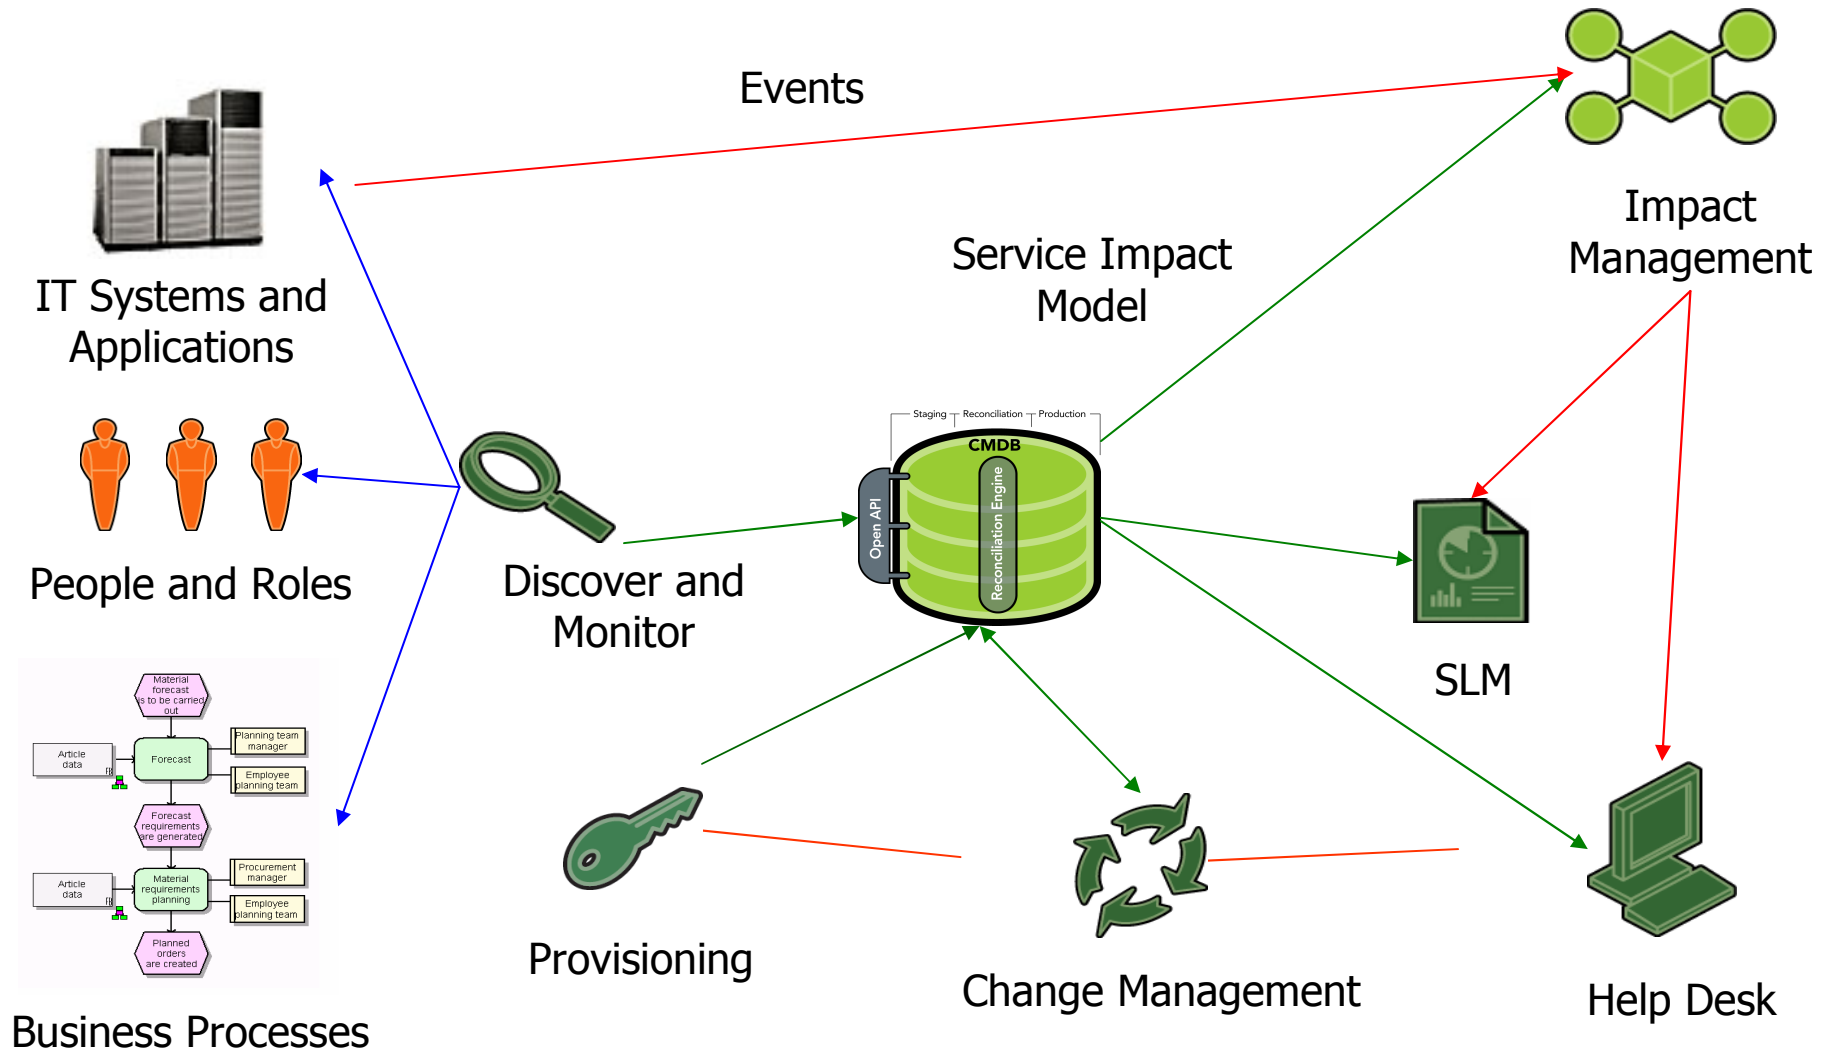 Events
IT Systems and
Applications
Impact
Management
Service Impact
Model
People and Roles
Discover and
Monitor
Staging
Reconciliation
Production
CMDB
Open API
Reconciliation Engine
SLM
Material
forecast
is to be carried
out
Article
data
Forecast
Planning team
manager
Employee
planning team
Forecast
requirements
are generated
Article
data
Material
requirements
planning
Procurement
manager
Employee
planning team
Planned
orders
are created
Business Processes
Provisioning
Change Management
Help Desk